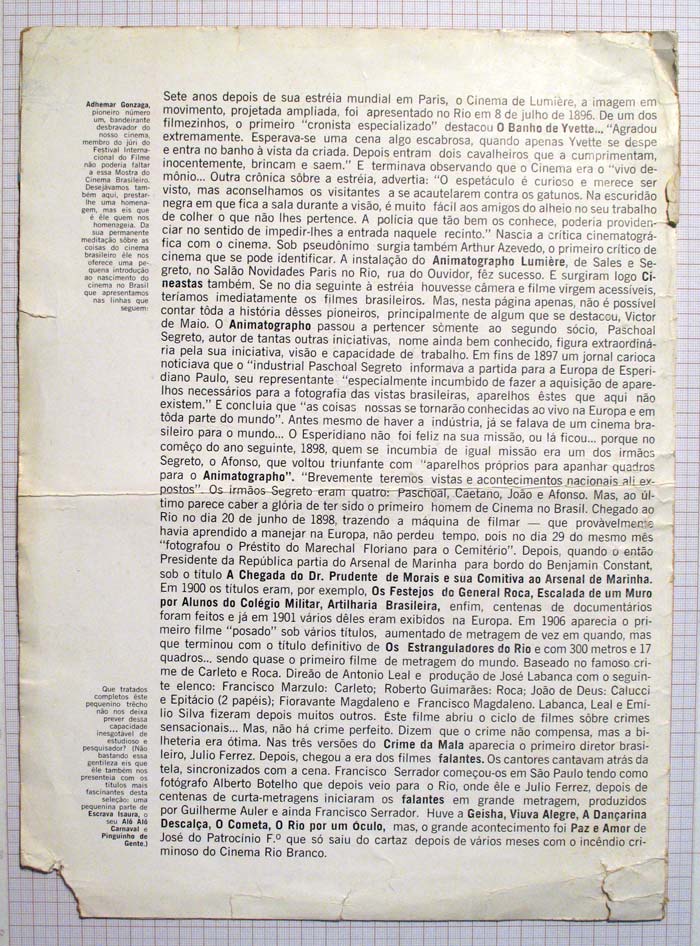 Adhemar Gonzaga,
pioneiro número
um, bandeirante
desbravador do
nosso cinema,
membro do júri do
Festival Interna-
cional do Filme
não poderia faltar
a essa Mostra do
Cinema Brasileiro.
Desejávamos tam-
bém aqui, prestar-
lhe uma homena-
gem, mas eis que
é êle quem nos
homenageia. Da
sua permanente
meditação sôbre as
coisas do cinema
brasileiro êle nos
oferece uma pe-
quena introdução
ao nascimento do
cinema no Brasil
que apresentamos
nas linhas que
seguem:
Sete anos depois de sua estréia mundial em Paris, o Cinema de Lumière, a imagem em
movimento, projetada ampliada, foi apresentado no Rio em 8 de julho de 1896. De um dos
filmezinhos, o primeiro “cronista especializado” destacou O Banho de Yvette... “Agradou
extremamente. Esperava-se uma cena algo escabrosa, quando apenas Yvette se despe
e entra no banho à vista da criada. Depois entram dois cavalheiros que a cumprimentam,
inocentemente, brincam e saem.” E terminava observando que o Cinema era o “vivo de-
mônio... Outra crônica sôbre a estréia, advertia: “O espetáculo é curioso e merece ser
visto, mas aconselhamos os visitantes a se acautelarem contra os gatunos. Na escuridão
negra em que fica a sala durante a visão, é muito fácil aos amigos do alheio no seu trabalho
de colher o que não lhes pertence. A polícia que tão bem os conhece, poderia providen-
ciar no sentido de impedir-lhes a entrada naquele recinto.” Nascia a crítica cinematográ-
fica com o cinema. Sob pseudônimo surgia também Arthur Azevedo, o primeiro crítico de
cinema que se pode identificar. A instalação do Animatographo Lumière, de Sales e Se-
greto, no Salão Novidades Paris no Rio, rua do Ouvidor, fêz sucesso. E surgiram logo Ci-
neastas também. Se no dia seguinte à estréia houvesse câmera e filme virgem acessíveis,
teríamos imediatamente os filmes brasileiros. Mas, nesta página apenas, não é possível
contar tôda a história dêsses pioneiros, principalmente de algum que se destacou, Victor
de Maio. O Animatographo passou a pertencer sòmente ao segundo sócio, Paschoal
Segreto, autor de tantas outras iniciativas, nome ainda bem conhecido, figura extraordiná-
ria pela sua iniciativa, visão e capacidade de trabalho. Em fins de 1897 um jornal carioca
noticiava que o “industrial Paschoal Segreto informava a partida para a Europa de Esperi-
diano Paulo, seu representante “especialmente incumbido de fazer a aquisição de apare-
lhos necessários para a fotografia das vistas brasileiras, aparelhos êstes que aqui não
existem.” E concluia que “as coisas nossas se tornarão conhecidas ao vivo na Europa e em
tôda parte do mundo”. Antes mesmo de haver a indústria, já se falava de um cinema bra-
sileiro para o mundo... O Esperidiano não foi feliz na sua missão, ou lá ficou... porque no
comêço do ano seguinte, 1898, quem se incumbia de igual missão era um dos irmãos
Segreto, o Afonso, que voltou triunfante com “aparelhos próprios para apanhar quadros
para o Animatographo”. “Brevemente teremos vistas e acontecimentos nacionais ali ex-
postos”. Os irmãos Segreto eram quatro: Paschoal, Caetano, João e Afonso. Mas, ao úl-
timo parece caber a glória de ter sido o primeiro homem de Cinema no Brasil. Chegado ao
Rio no dia 20 de junho de 1898, trazendo a máquina de filmar — que provàvelmente
havia aprendido a manejar na Europa, não perdeu tempo, pois no dia 29 do mesmo mês
“fotografou o Préstito do Marechal Floriano para o Cemitério”. Depois, quando o então
Presidente da República partia do Arsenal de Marinha para bordo do Benjamin Constant,
sob o título A Chegada do Dr. Prudente de Morais e sua Comitiva ao Arsenal de Marinha.
Em 1900 os títulos eram, por exemplo, Os Festejos do General Roca, Escalada de um Muro
por Alunos do Colégio Militar, Artilharia Brasileira, enfim, centenas de documentários
foram feitos e já em 1901 vários dêles eram exibidos na Europa. Em 1906 aparecia o pri-
meiro filme “posado” sob vários títulos, aumentado de metragem de vez em quando, mas
que terminou com o título definitivo de Os Estranguladores do Rio e com 300 metros e 17
quadros... sendo quase o primeiro filme de metragem do mundo. Baseado no famoso cri-
me de Carleto e Roca. Direão de Antonio Leal e produção de José Labanca com o seguin-
te elenco: Francisco Marzulo: Carleto; Roberto Guimarães: Roca; João de Deus: Calucci
e Epitácio (2 papéis); Fioravante Magdaleno e Francisco Magdaleno. Labanca, Leal e Emí-
lio Silva fizeram depois muitos outros. Este filme abriu o ciclo de filmes sôbre crimes
sensacionais... Mas, não há crime perfeito. Dizem que o crime não compensa, mas a bi-
lheteria era ótima. Nas três versões do Crime da Mala aparecia o primeiro diretor brasi-
leiro, Julio Ferrez. Depois, chegou a era dos filmes falantes. Os cantores cantavam atrás da
tela, sincronizados com a cena. Francisco Serrador começou-os em São Paulo tendo como
fotógrafo Alberto Botelho que depois veio para o Rio, onde êle e Julio Ferrez, depois de
centenas de curta-metragens iniciaram os falantes em grande metragem, produzidos
por Guilherme Auler e ainda Francisco Serrador. Huve a Geisha, Viuva Alegre, A Dançarina
Descalça, O Cometa, O Rio por um Óculo, mas, o grande acontecimento foi Paz e Amor de
José do Patrocínio F.º que só saiu do cartaz depois de vários meses com o incêndio cri-
minoso do Cinema Rio Branco.
Que tratados
completos êste
pequenino trêcho
não nos deixa
prever dessa
capacidade
inesgotável de
estudioso e
pesquisador? (Não
bastando essa
gentileza eis que
êle também nos
presenteia com os
títulos mais
fascinantes desta
seleção: uma
pequenina parte de
Escrava Isaura, o
seu Alô Alô
Carnaval e
Pinguinho de
Gente.)